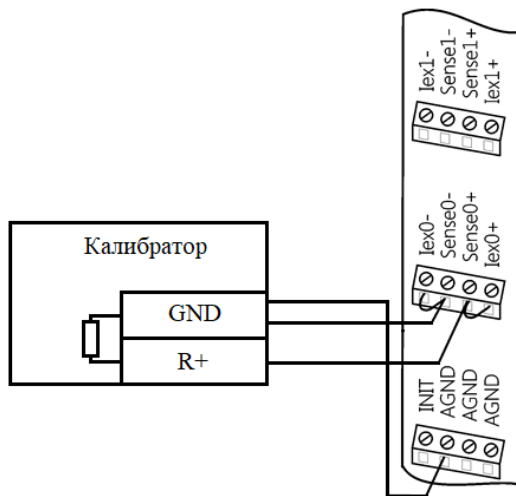 Iex1-
Sense1-
Sense1+
Iex1+
Калибратор
GND
R+
Iex0-
Sense0-
Sense0+
Iex0+
INIT
AGND
AGND
AGND